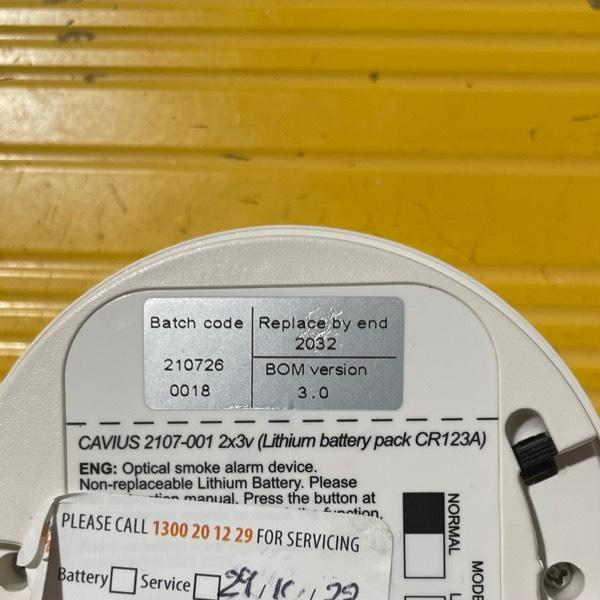 Batch code
210726
0018
Replace by end
2032
BOM version
3.0
CAVIUS 2107-001 2x3v (Lithium battery pack CR123A)
ENG: Optical smoke alarm device.
Non-replaceable Lithium Battery. Please
manual. Press the button at
function,
NORMAL
PLEASE CALL 1300 20 12 29 FOR SERVICING
Battery Service